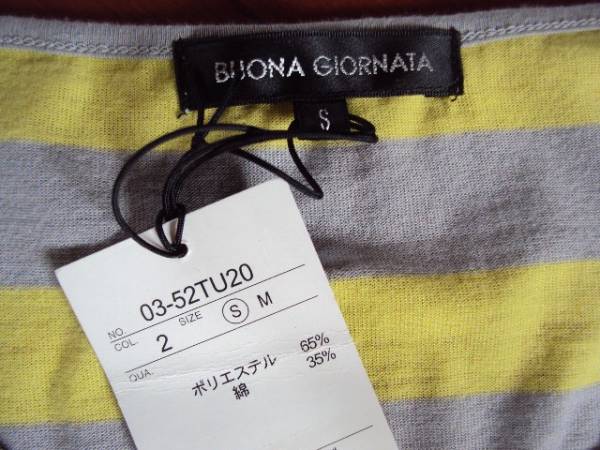 BUONA GIORNATA
S
NO. 03-52TU20
COL. 2 SIZE S M
QUA.
ポリエステル 65%
綿 35%